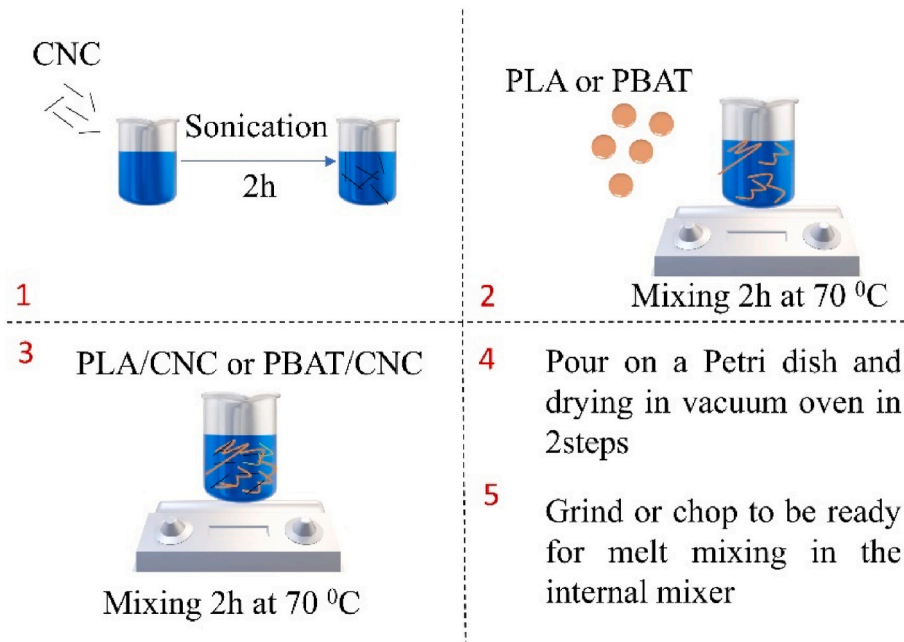 CNC
Sonication
2h
1
PLA or PBAT
2
Mixing 2h at 70 ⁰C
3
PLA/CNC or PBAT/CNC
Mixing 2h at 70 ⁰C
4
Pour on a Petri dish and
drying in vacuum oven in
2steps
5
Grind or chop to be ready
for melt mixing in the
internal mixer